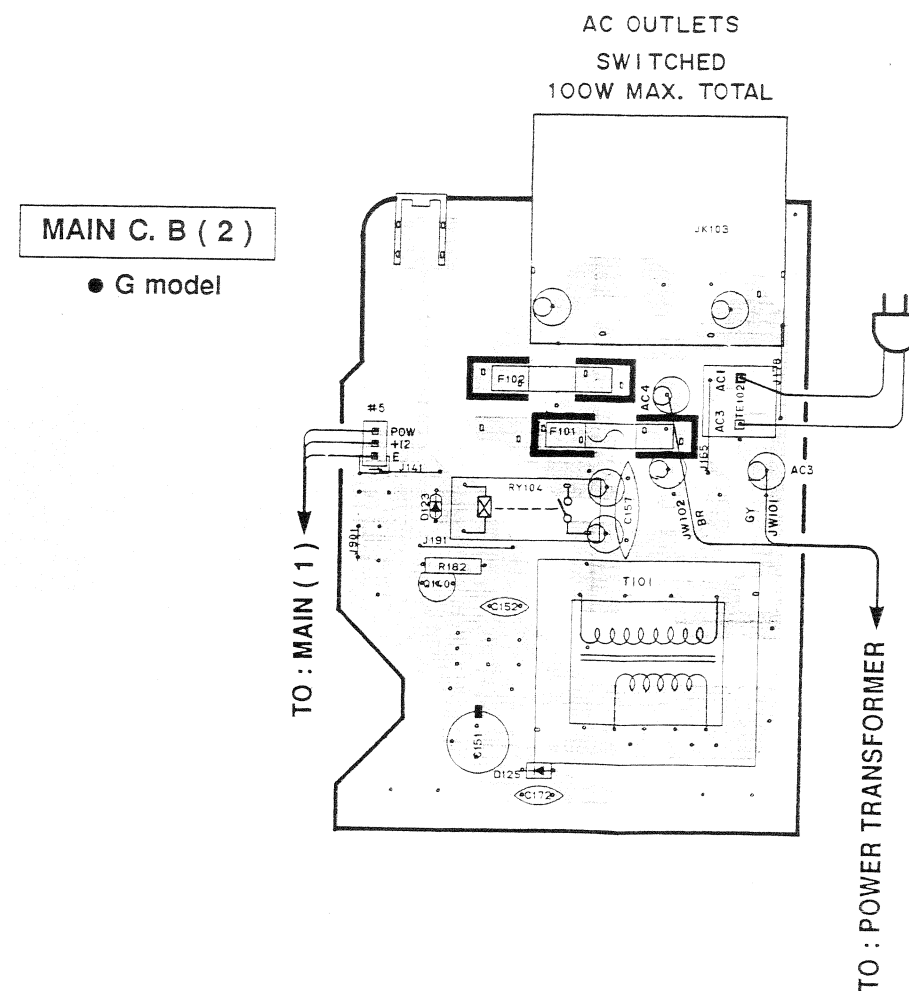 AC OUTLETS
SWITCHED
100W MAX. TOTAL
MAIN C. B ( 2 )
● G model
JK103
F102
AC4
AC1
AC3
TE102
J178
#5
POW
+12
E
J141
F101
J165
AC3
D123
RY104
C157
JW102
BR
GY
JW101
J901
J191
R182
Q140
C152
T101
C151
D125
C172
TO : MAIN ( 1 )
TO : POWER TRANSFORMER